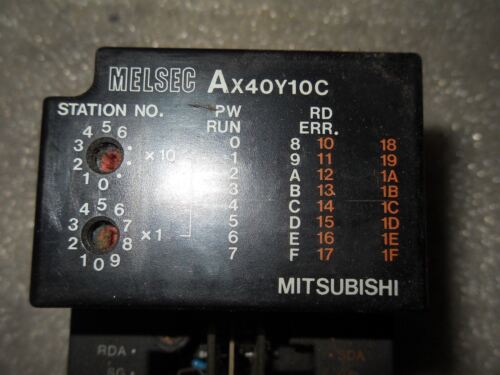 MELSEC AX40Y10C
STATION NO. PW RD
RUN ERR.
4 5 6
3
2 × 10
1 0
4 5 6
3 7
2 8 × 1
1 0 9
0 8 10 18
1 9 11 19
2 A 12 1A
3 B 13 1B
4 C 14 1C
5 D 15 1D
6 E 16 1E
7 F 17 1F
MITSUBISHI
RDA SDA
SG